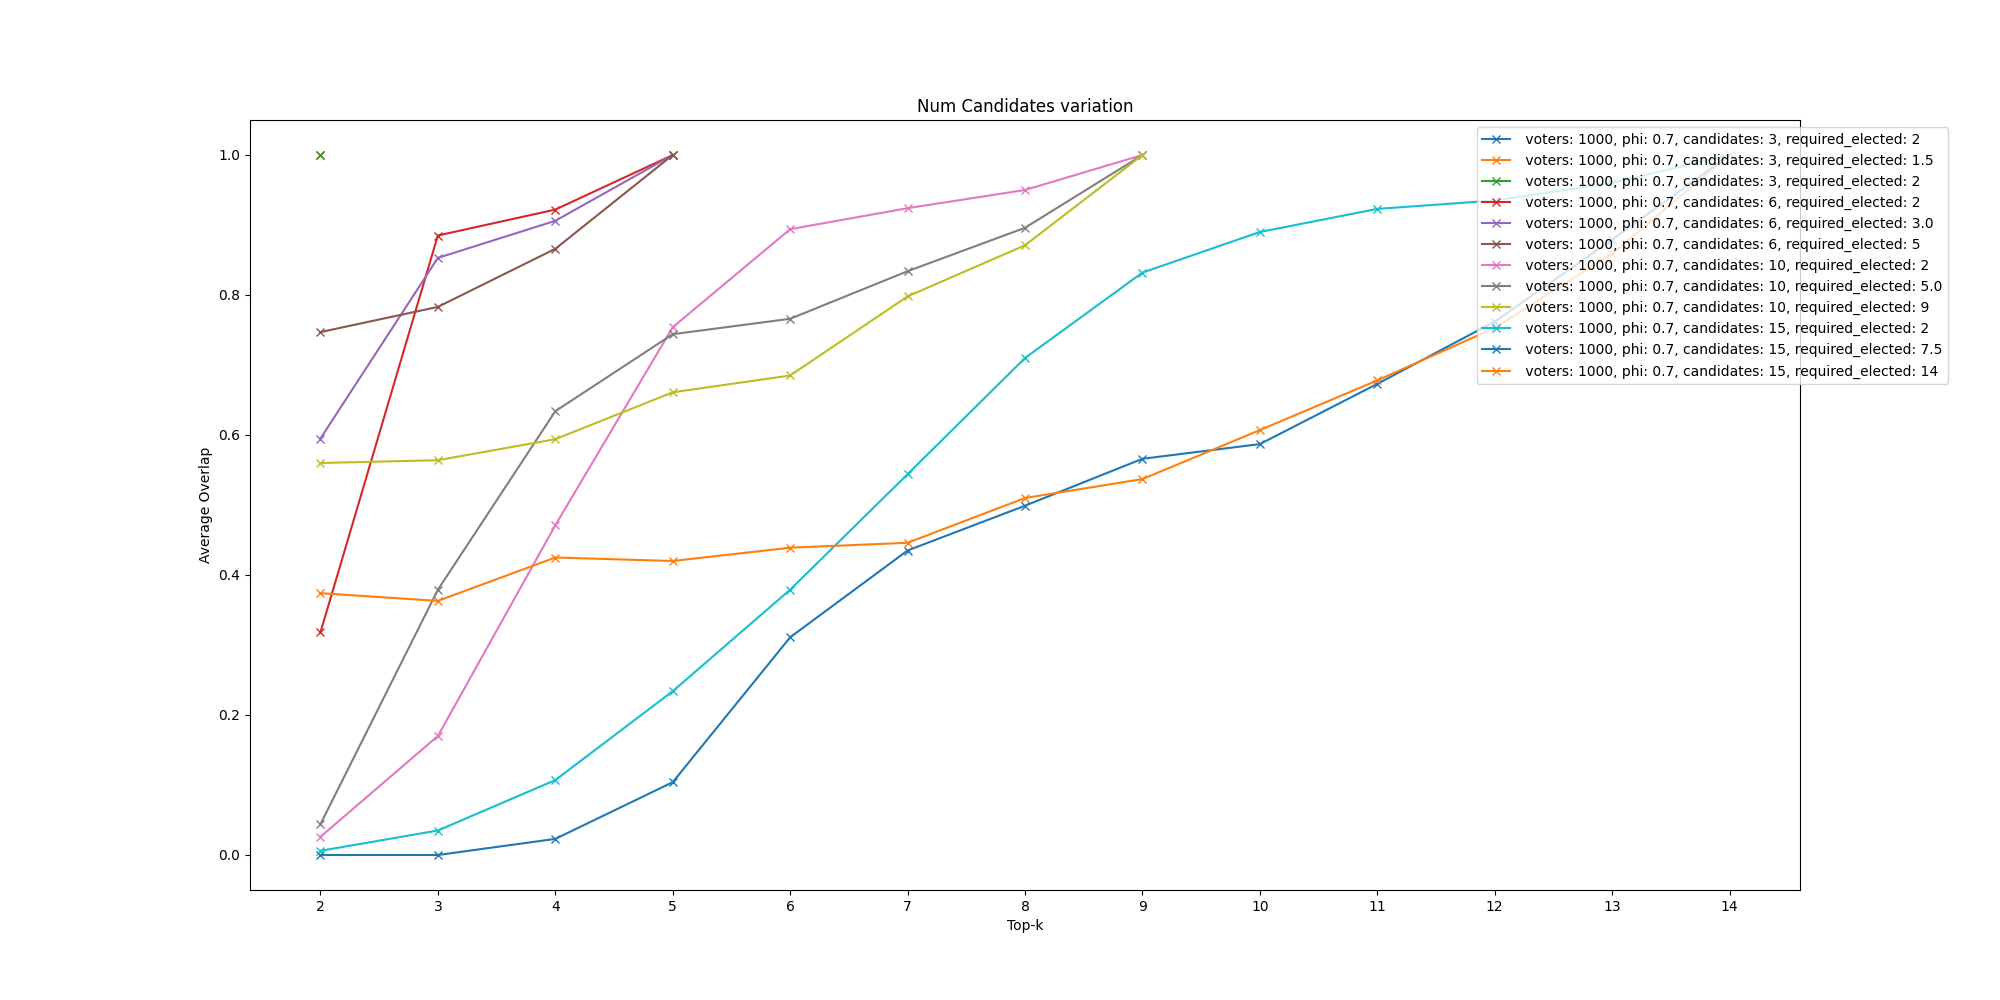 Num Candidates variation
1.0
0.8
0.6
0.4
0.2
0.0
Average Overlap
voters: 1000, phi: 0.7, candidates: 3, required_elected: 2
voters: 1000, phi: 0.7, candidates: 3, required_elected: 1.5
voters: 1000, phi: 0.7, candidates: 3, required_elected: 2
voters: 1000, phi: 0.7, candidates: 6, required_elected: 2
voters: 1000, phi: 0.7, candidates: 6, required_elected: 3.0
voters: 1000, phi: 0.7, candidates: 6, required_elected: 5
voters: 1000, phi: 0.7, candidates: 10, required_elected: 2
voters: 1000, phi: 0.7, candidates: 10, required_elected: 5.0
voters: 1000, phi: 0.7, candidates: 10, required_elected: 9
voters: 1000, phi: 0.7, candidates: 15, required_elected: 2
voters: 1000, phi: 0.7, candidates: 15, required_elected: 7.5
voters: 1000, phi: 0.7, candidates: 15, required_elected: 14
2 3 4 5 6 7 8 9 10 11 12 13 14
Top-k